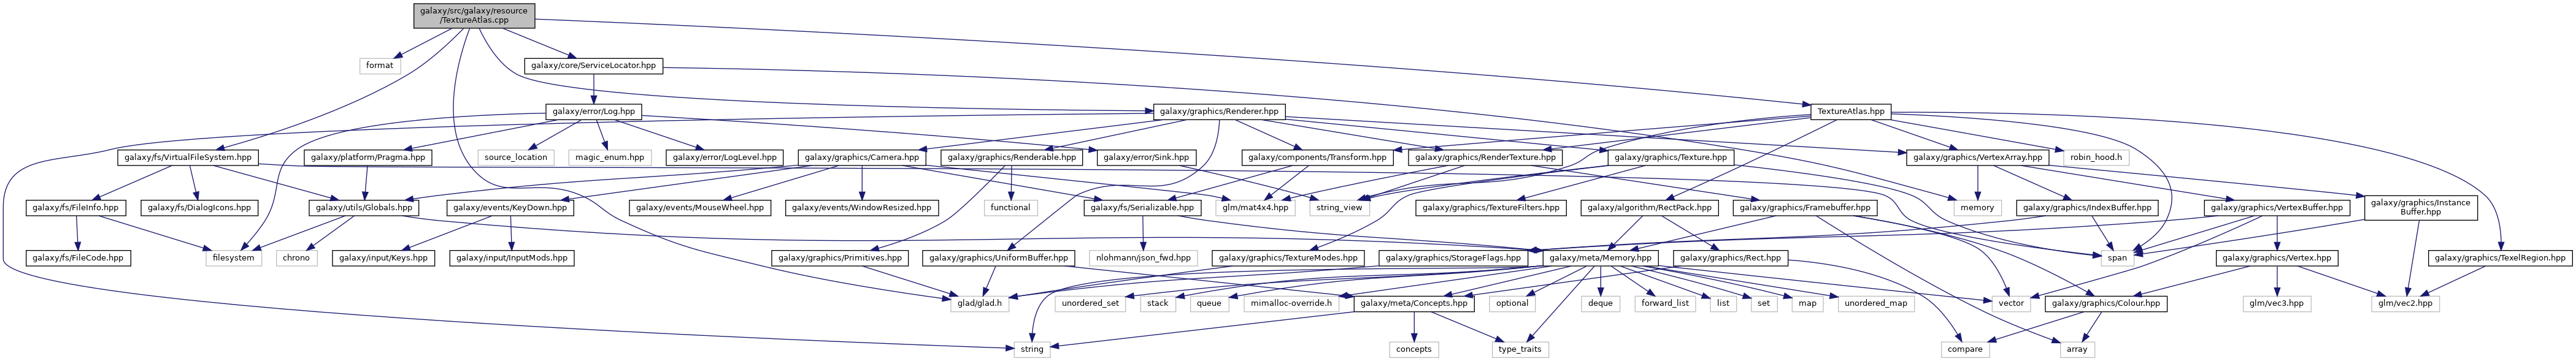 galaxy/src/galaxy/resource
/TextureAtlas.cpp
format
galaxy/core/ServiceLocator.hpp
galaxy/error/Log.hpp
galaxy/graphics/Renderer.hpp
TextureAtlas.hpp
galaxy/fs/VirtualFileSystem.hpp
galaxy/platform/Pragma.hpp
source_location
magic_enum.hpp
galaxy/error/LogLevel.hpp
galaxy/graphics/Camera.hpp
galaxy/graphics/Renderable.hpp
galaxy/error/Sink.hpp
galaxy/components/Transform.hpp
galaxy/graphics/RenderTexture.hpp
galaxy/graphics/Texture.hpp
galaxy/graphics/VertexArray.hpp
robin_hood.h
galaxy/fs/FileInfo.hpp
galaxy/fs/DialogIcons.hpp
galaxy/utils/Globals.hpp
galaxy/events/KeyDown.hpp
galaxy/events/MouseWheel.hpp
galaxy/events/WindowResized.hpp
functional
galaxy/fs/Serializable.hpp
glm/mat4x4.hpp
string_view
galaxy/graphics/TextureFilters.hpp
galaxy/algorithm/RectPack.hpp
galaxy/graphics/Framebuffer.hpp
memory
galaxy/graphics/IndexBuffer.hpp
galaxy/graphics/VertexBuffer.hpp
galaxy/graphics/Instance
Buffer.hpp
galaxy/fs/FileCode.hpp
filesystem
chrono
galaxy/input/Keys.hpp
galaxy/input/InputMods.hpp
galaxy/graphics/Primitives.hpp
galaxy/graphics/UniformBuffer.hpp
nlohmann/json_fwd.hpp
galaxy/graphics/TextureModes.hpp
galaxy/graphics/StorageFlags.hpp
galaxy/meta/Memory.hpp
galaxy/graphics/Rect.hpp
span
galaxy/graphics/Vertex.hpp
galaxy/graphics/TexelRegion.hpp
glad/glad.h
unordered_set
stack
queue
mimalloc-override.h
galaxy/meta/Concepts.hpp
optional
deque
forward_list
list
set
map
unordered_map
vector
galaxy/graphics/Colour.hpp
glm/vec3.hpp
glm/vec2.hpp
string
concepts
type_traits
compare
array